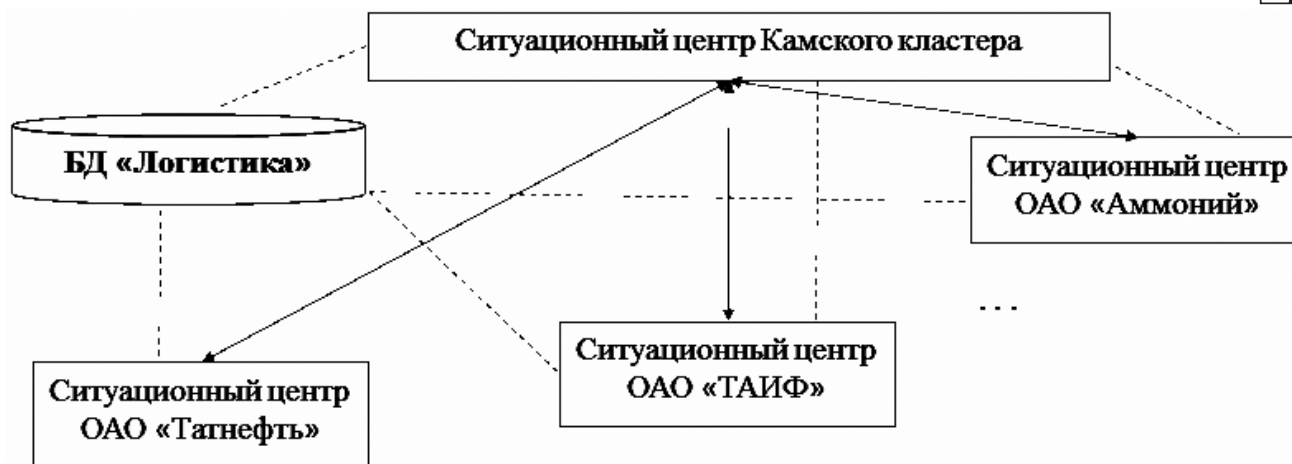 Ситуационный центр Камского кластера
БД «Логистика»
Ситуационный центр
ОАО «Аммоний»
. . .
Ситуационный центр
ОАО «ТАИФ»
Ситуационный центр
ОАО «Татнефть»